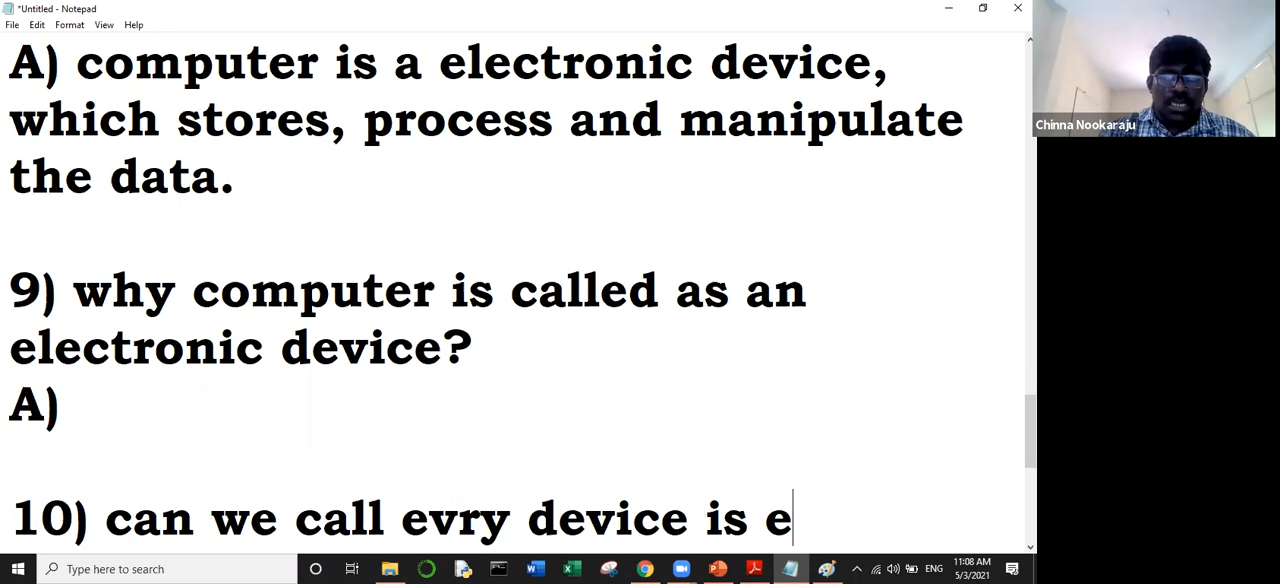 *Untitled - Notepad
File Edit Format View Help
A) computer is a electronic device,
which stores, process and manipulate
the data.
9) why computer is called as an
electronic device?
A)
10) can we call evry device is e
Chinna Nookaraju
Type here to search
ENG
11:08 AM
5/3/2021